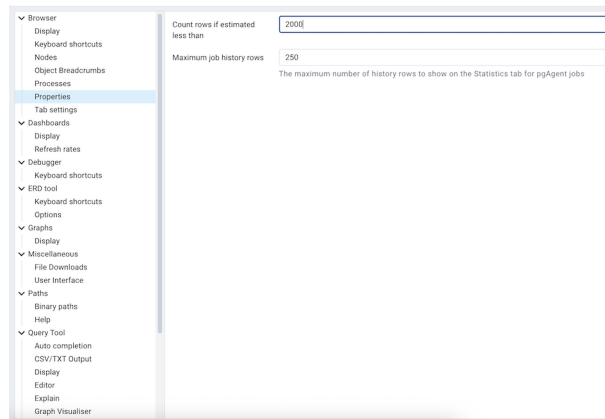 Browser
Display
Keyboard shortcuts
Nodes
Object Breadcrumbs
Processes
Properties
Tab settings
Dashboards
Display
Refresh rates
Debugger
Keyboard shortcuts
ERD tool
Keyboard shortcuts
Options
Graphs
Display
Miscellaneous
File Downloads
User Interface
Paths
Binary paths
Help
Query Tool
Auto completion
CSV/TXT Output
Display
Editor
Explain
Graph Visualiser
Count rows if estimated
less than
2000
Maximum job history rows
250
The maximum number of history rows to show on the Statistics tab for pgAgent jobs